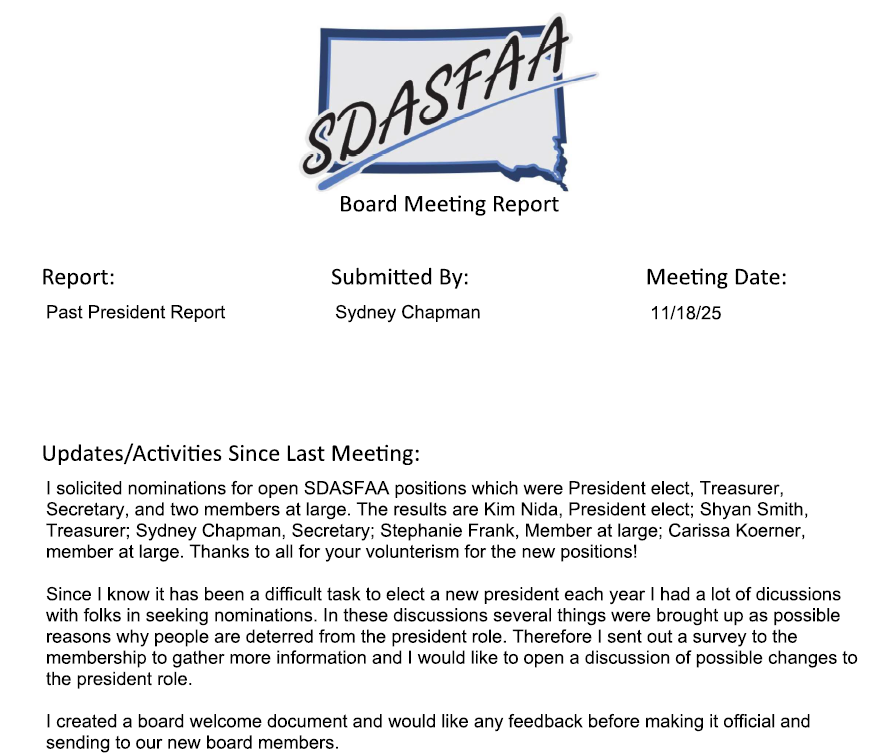 SDASFAA
Board Meeting Report
Report:
Submitted By:
Meeting Date:
Past President Report
Sydney Chapman
11/18/25
Updates/Activities Since Last Meeting:
I solicited nominations for open SDASFAA positions which were President elect, Treasurer,
Secretary, and two members at large. The results are Kim Nida, President elect; Shyan Smith,
Treasurer; Sydney Chapman, Secretary; Stephanie Frank, Member at large; Carissa Koerner,
member at large. Thanks to all for your volunterism for the new positions!
Since I know it has been a difficult task to elect a new president each year I had a lot of dicussions
with folks in seeking nominations. In these discussions several things were brought up as possible
reasons why people are deterred from the president role. Therefore I sent out a survey to the
membership to gather more information and I would like to open a discussion of possible changes to
the president role.
I created a board welcome document and would like any feedback before making it official and
sending to our new board members.